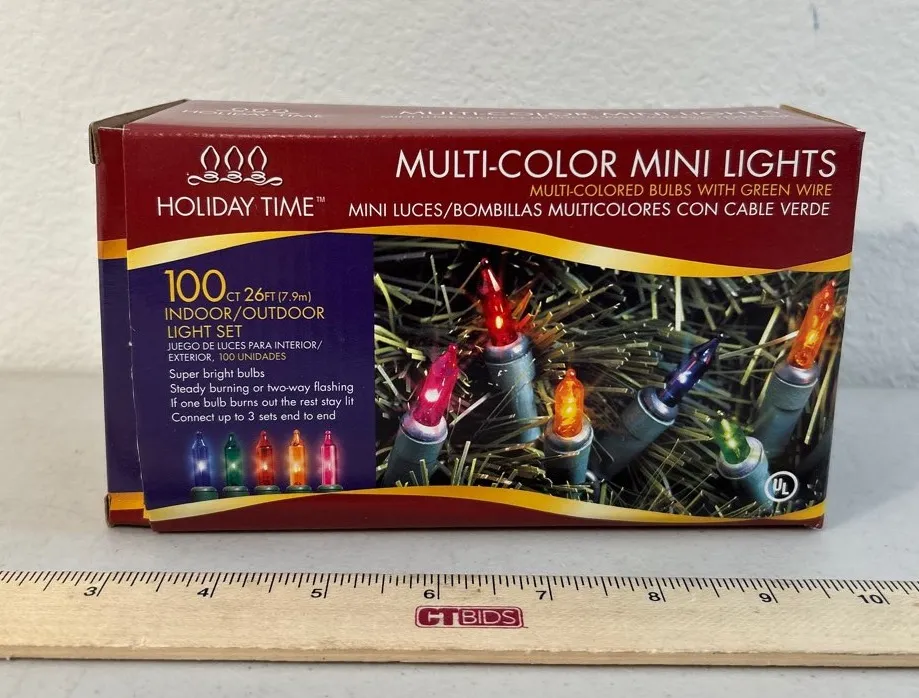 HOLIDAY TIME™
MULTI-COLOR MINI LIGHTS
MULTI-COLORED BULBS WITH GREEN WIRE
MINI LUCES/BOMBILLAS MULTICOLORES CON CABLE VERDE
100 CT 26FT (7.9m)
INDOOR/OUTDOOR
LIGHT SET
JUEGO DE LUCES PARA INTERIOR/
EXTERIOR, 100 UNIDADES
Super bright bulbs
Steady burning or two-way flashing
If one bulb burns out the rest stay lit
Connect up to 3 sets end to end
UL
3 4 5 6 7 8 9 10
CTBIDS